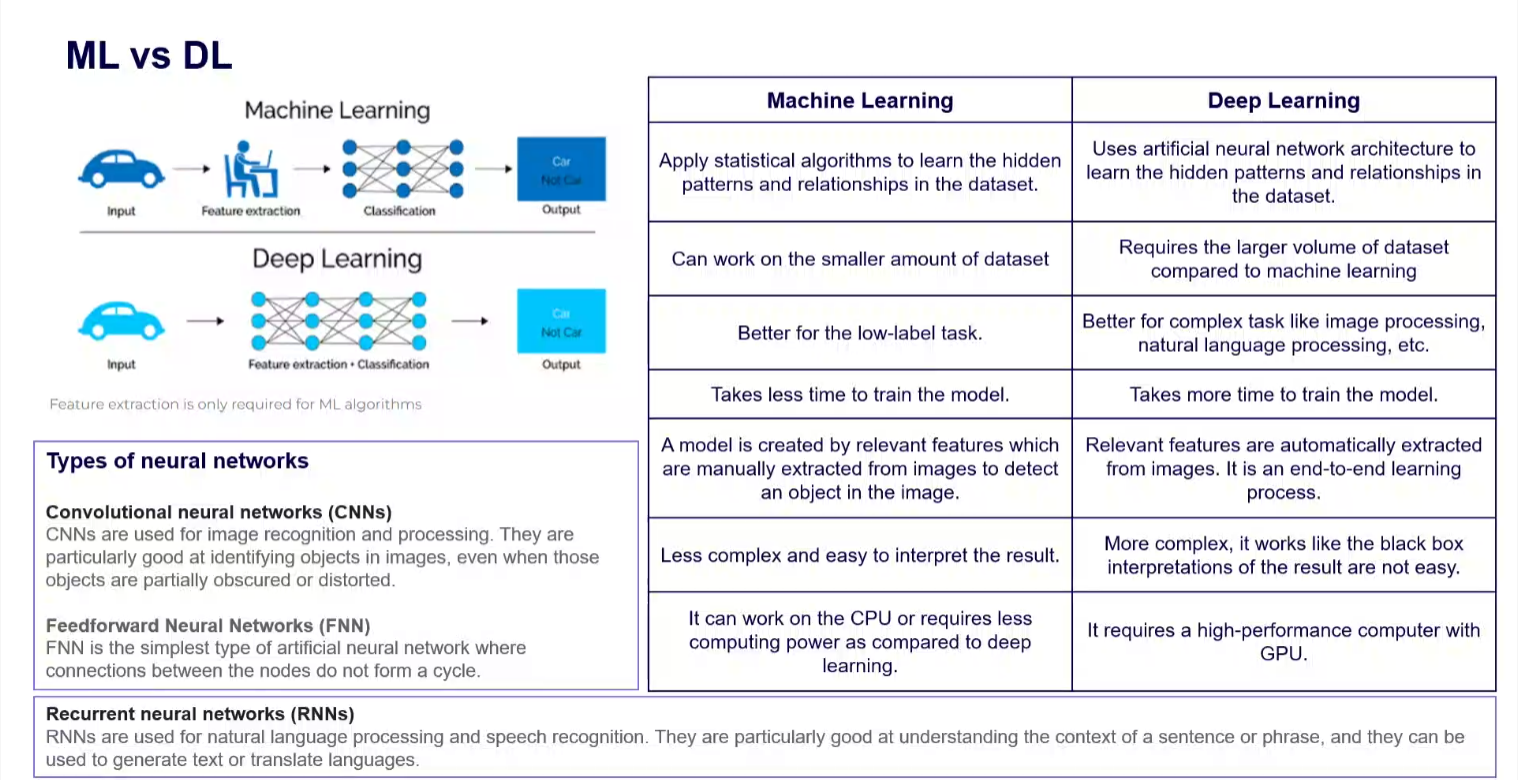 ML vs DL
Machine Learning
Input
Feature extraction
Classification
Car
Not Car
Output
Deep Learning
Input
Feature extraction • Classification
Car
Not Car
Output
Feature extraction is only required for ML algorithms
Types of neural networks
Convolutional neural networks (CNNs)
CNNs are used for image recognition and processing. They are
particularly good at identifying objects in images, even when those
objects are partially obscured or distorted.
Feedforward Neural Networks (FNN)
FNN is the simplest type of artificial neural network where
connections between the nodes do not form a cycle.
Machine Learning
Deep Learning
Apply statistical algorithms to learn the hidden
patterns and relationships in the dataset.
Uses artificial neural network architecture to
learn the hidden patterns and relationships in
the dataset.
Can work on the smaller amount of dataset
Requires the larger volume of dataset
compared to machine learning
Better for the low-label task.
Better for complex task like image processing,
natural language processing, etc.
Takes less time to train the model.
Takes more time to train the model.
A model is created by relevant features which
are manually extracted from images to detect
an object in the image.
Relevant features are automatically extracted
from images. It is an end-to-end learning
process.
Less complex and easy to interpret the result.
More complex, it works like the black box
interpretations of the result are not easy.
It can work on the CPU or requires less
computing power as compared to deep
learning.
It requires a high-performance computer with
GPU.
Recurrent neural networks (RNNs)
RNNs are used for natural language processing and speech recognition. They are particularly good at understanding the context of a sentence or phrase, and they can be
used to generate text or translate languages.